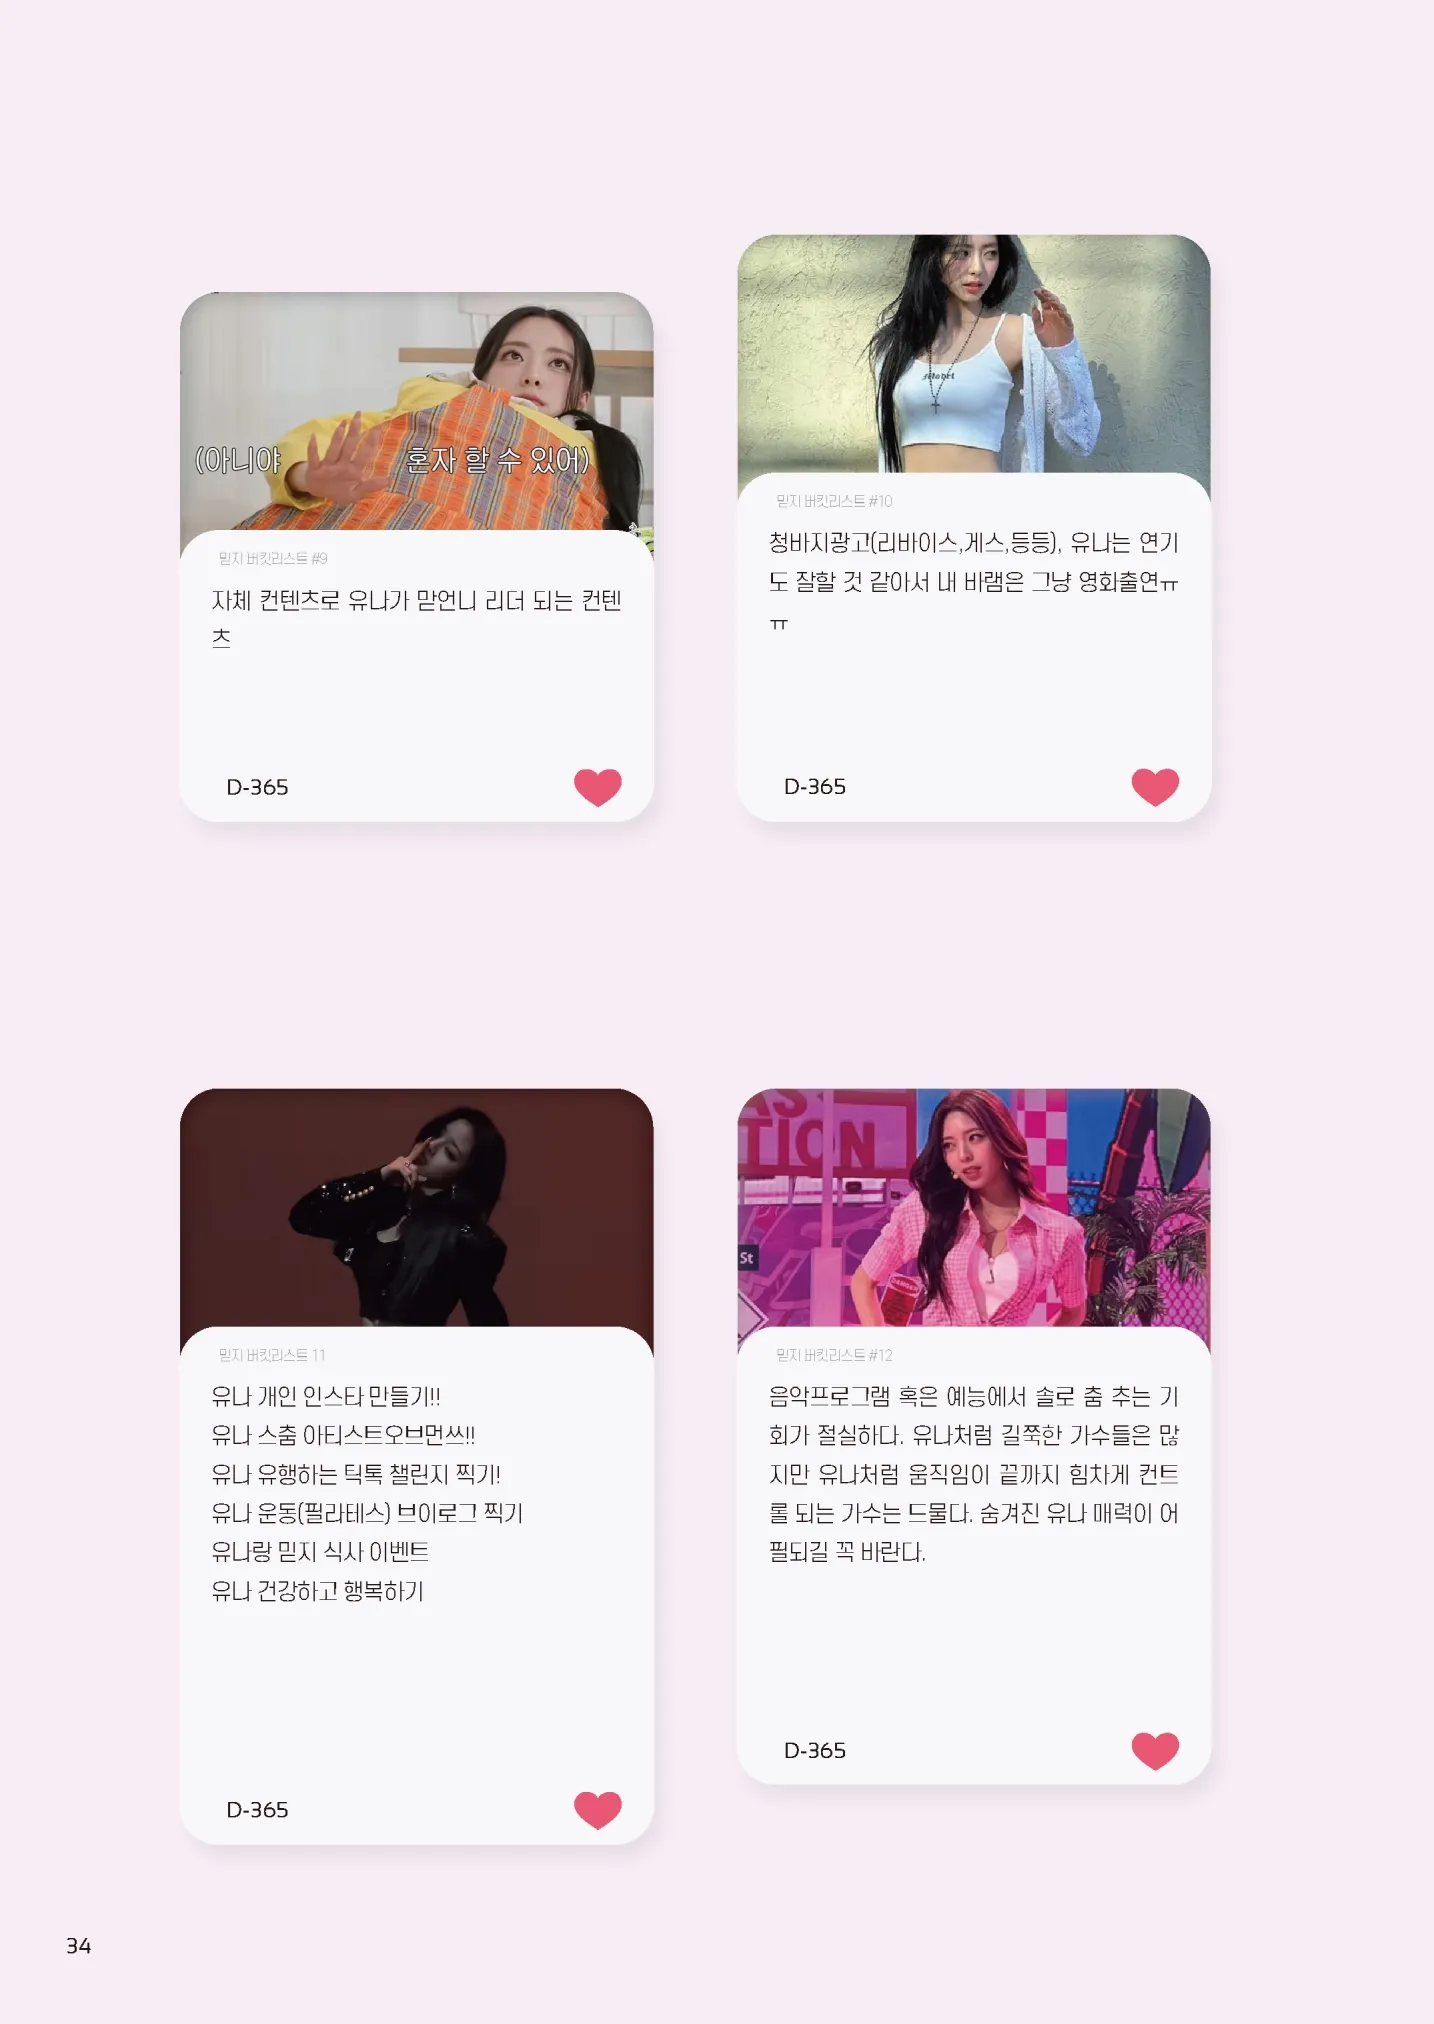 (아니야 혼자 할 수 있어)
믿지 버킷리스트 #9
자체 컨텐츠로 유나가 맏언니 리더 되는 컨텐
츠
D-365
Model
믿지 버킷리스트 #10
청바지광고(리바이스,게스,등등), 유나는 연기
도 잘할 것 같아서 내 바램은 그냥 영화출연ㅠ
ㅠ
D-365
믿지 버킷리스트 11
유나 개인 인스타 만들기!!
유나 스춤 아티스트오브먼쓰!!
유나 유행하는 틱톡 챌린지 찍기!
유나 운동(필라테스) 브이로그 찍기
유나랑 믿지 식사 이벤트
유나 건강하고 행복하기
D-365
AS
TION
St
믿지 버킷리스트 #12
음악프로그램 혹은 예능에서 솔로 춤 추는 기
회가 절실하다. 유나처럼 길쭉한 가수들은 많
지만 유나처럼 움직임이 끝까지 힘차게 컨트
롤 되는 가수는 드물다. 숨겨진 유나 매력이 어
필되길 꼭 바란다.
D-365
34